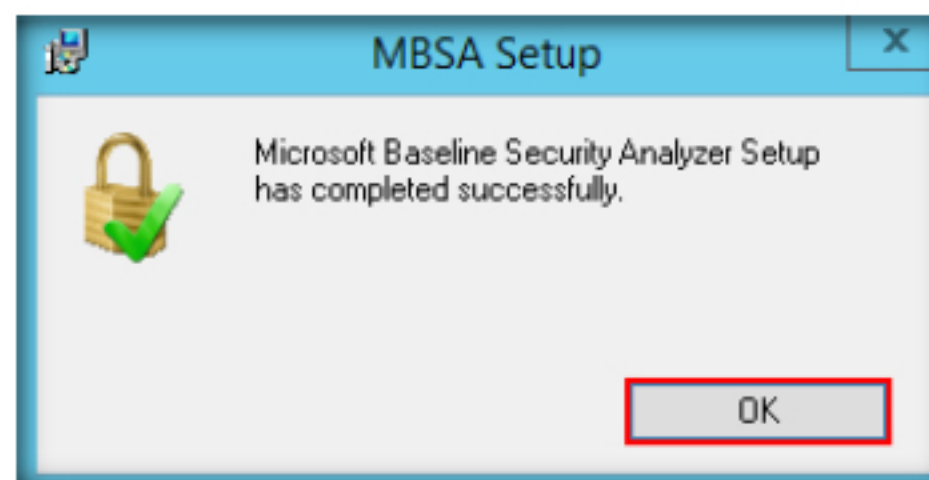 MBSA Setup
x
Microsoft Baseline Security Analyzer Setup
has completed successfully.
OK